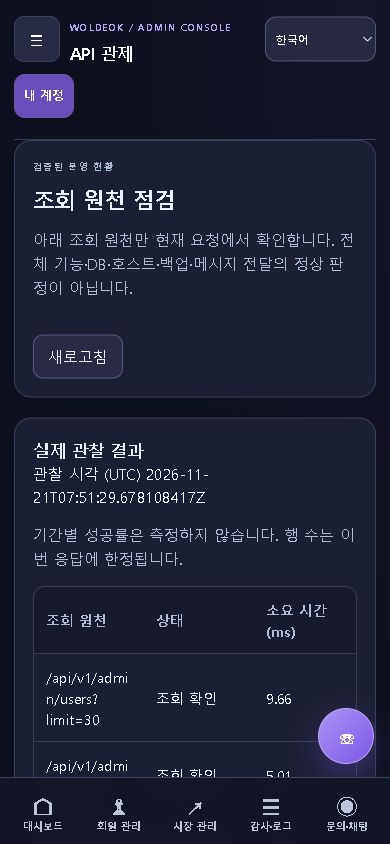 WOLDEOK / ADMIN CONSOLE
API 관제
한국어
내 계정
검증된 운영 현황
조회 원천 점검
아래 조회 원천만 현재 요청에서 확인합니다. 전
체 기능·DB·호스트·백업·메시지 전달의 정상 판
정이 아닙니다.
새로고침
실제 관찰 결과
관찰 시각 (UTC) 2026-11-
21T07:51:29.678108417Z
기간별 성공률은 측정하지 않습니다. 행 수는 이
번 응답에 한정됩니다.
조회 원천
상태
소요 시간
(ms)
/api/v1/admi
n/users?
limit=30
조회 확인
9.66
/api/v1/admi
조회 확인
5.01
대시보드
회원 관리
시장 관리
감사·로그
문의·채팅